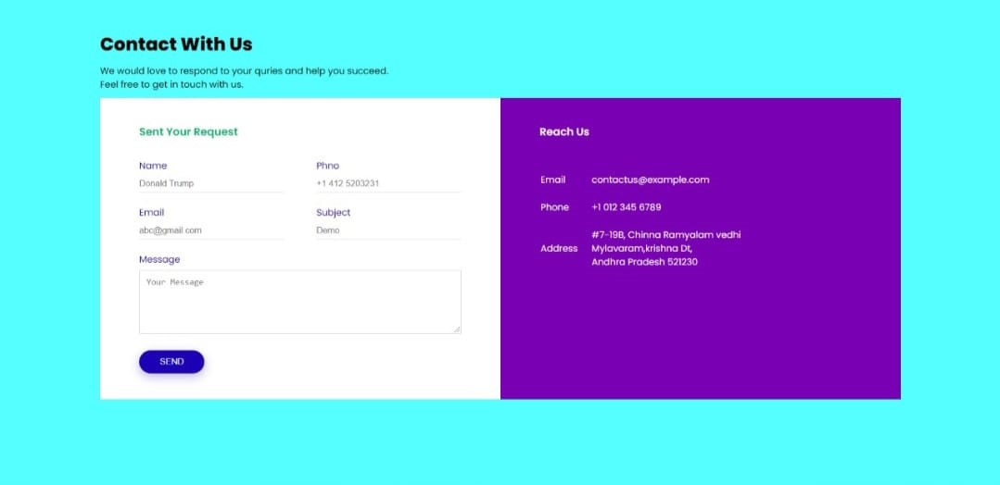 Contact With Us
We would love to respond to your quries and help you succeed.
Feel free to get in touch with us.
Sent Your Request
Name
Phno
Donald Trump
+1 412 5203231
Email
Subject
abc@gmail.com
Demo
Message
Your Message
SEND
Reach Us
Email contactus@example.com
Phone +1 012 345 6789
#7-19B, Chinna Ramyalam vedhi
Address Mylavaram,krishna Dt,
Andhra Pradesh 521230